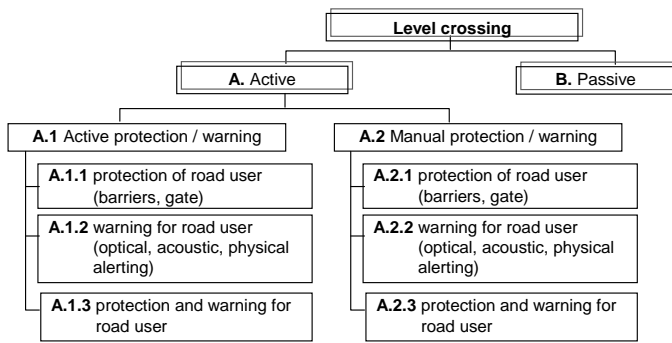 Level crossing
A. Active
B. Passive
A.1 Active protection / warning
A.1.1 protection of road user
(barriers, gate)
A.1.2 warning for road user
(optical, acoustic, physical
alerting)
A.1.3 protection and warning for
road user
A.2 Manual protection / warning
A.2.1 protection of road user
(barriers, gate)
A.2.2 warning for road user
(optical, acoustic, physical
alerting)
A.2.3 protection and warning for
road user